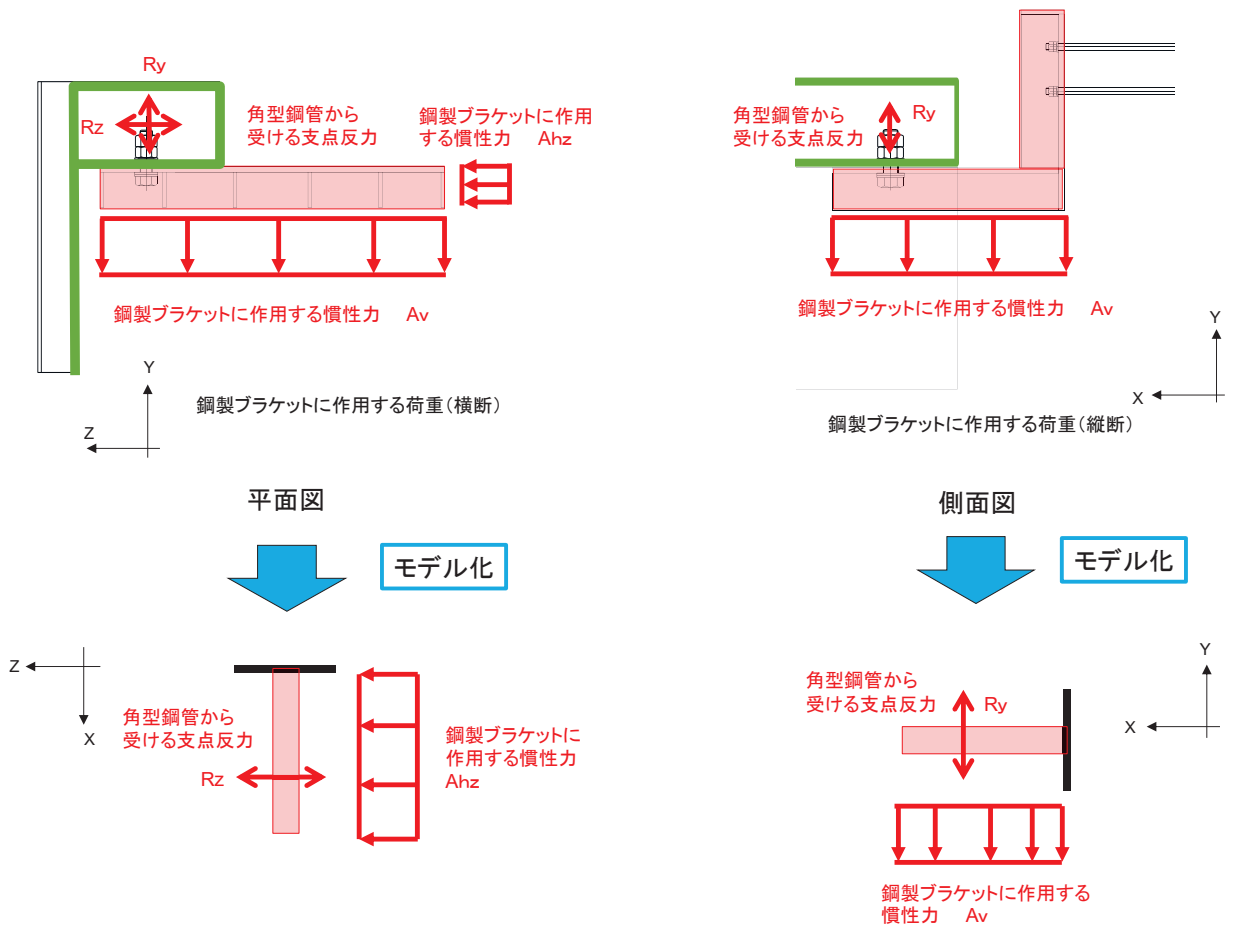 Ry
Rz
角型鋼管から
受ける支点反力
鋼製ブラケットに作用
する慣性力 Ahz
鋼製ブラケットに作用する慣性力 Av
Y
Z
鋼製ブラケットに作用する荷重（横断）
角型鋼管から
受ける支点反力
Ry
鋼製ブラケットに作用する慣性力 Av
Y
X
鋼製ブラケットに作用する荷重（縦断）
平面図
モデル化
側面図
モデル化
Z
X
角型鋼管から
受ける支点反力
Rz
鋼製ブラケットに
作用する慣性力
Ahz
角型鋼管から
受ける支点反力
Ry
Y
X
鋼製ブラケットに作用する
慣性力 Av